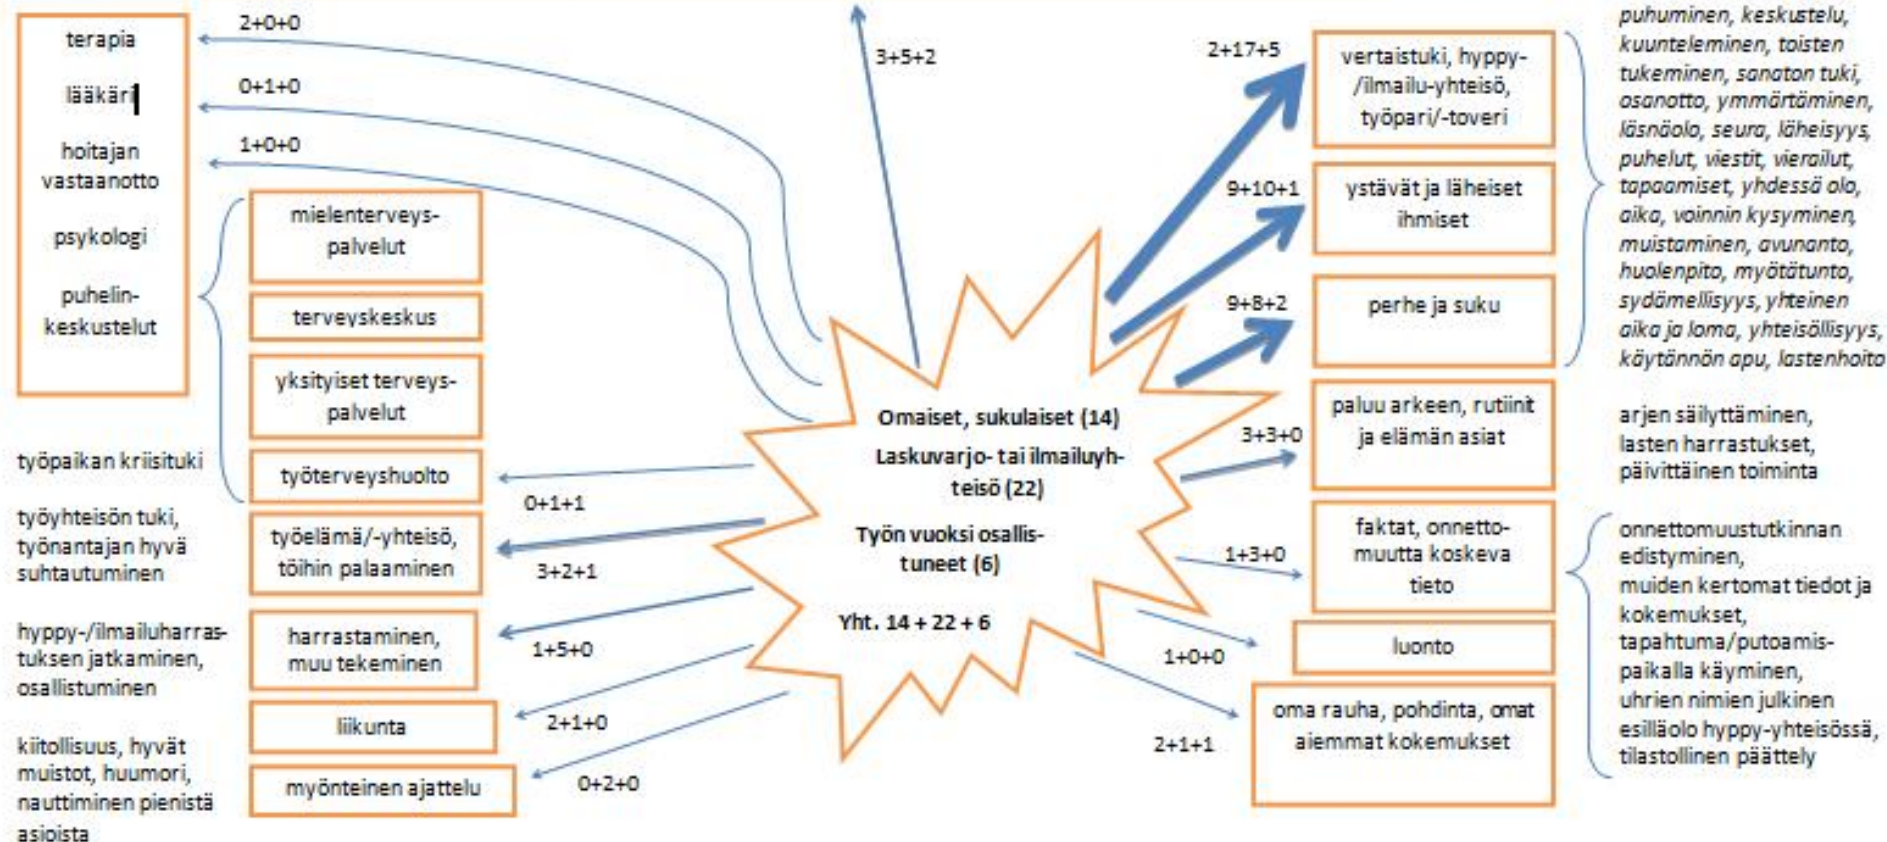 terapia
lääkäri
hoitajan
vastaanotto
psykologi
puhelin-
keskustelut
2+0+0
0+1+0
1+0+0
mielenterveys-
palvelut
terveyskeskus
yksityiset terveys-
palvelut
työterveyshuolto
työelämä/-yhteisö,
töihin palaaminen
harrastaminen,
muu tekeminen
liikunta
myönteinen ajattelu
työpaikan kriisituki
työyhteisön tuki,
työnantajan hyvä
suhtautuminen
hyppy-/ilmailuharras-
tuksen jatkaminen,
osallistuminen
kiitollisuus, hyvät
muistot, huumori,
nauttiminen pienistä
asioista
0+1+1
3+2+1
1+5+0
2+1+0
0+2+0
3+5+2
Omaiset, sukulaiset (14)
Laskuvarjo- tai ilmailuyh-
teisö (22)
Työn vuoksi osallis-
tuneet (6)
Yht. 14 + 22 + 6
2+17+5
9+10+1
9+8+2
3+3+0
1+3+0
1+0+0
2+1+1
vertaistuki, hyppy-
/ilmailu-yhteisö,
työpari/-toveri
ystävät ja läheiset
ihmiset
perhe ja suku
paluu arkeen, rutiinit
ja elämän asiat
faktat, onnetto-
muutta koskeva
tieto
luonto
oma rauha, pohdinta, omat
aiemmat kokemukset
puhuminen, keskustelu,
kuunteleminen, toisten
tukeminen, sanaton tuki,
osanotto, ymmärtäminen,
läsnäolo, seura, läheisyys,
puhelut, viestit, vierailut,
tapaamiset, yhdessä olo,
aika, voinnin kysyminen,
muistaminen, avunanto,
huolenpito, myötätunto,
sydämellisyys, yhteinen
aika ja loma, yhteisöllisyys,
käytännön apu, lastenhoito
arjen säilyttäminen,
lasten harrastukset,
päivittäinen toiminta
onnettomuustutkinnan
edistyminen,
muiden kertomat tiedot ja
kokemukset,
tapahtuma/putoamis-
paikalla käyminen,
uhrien nimien julkinen
esilläolo hyppy-yhteisössä,
tilastollinen päättely